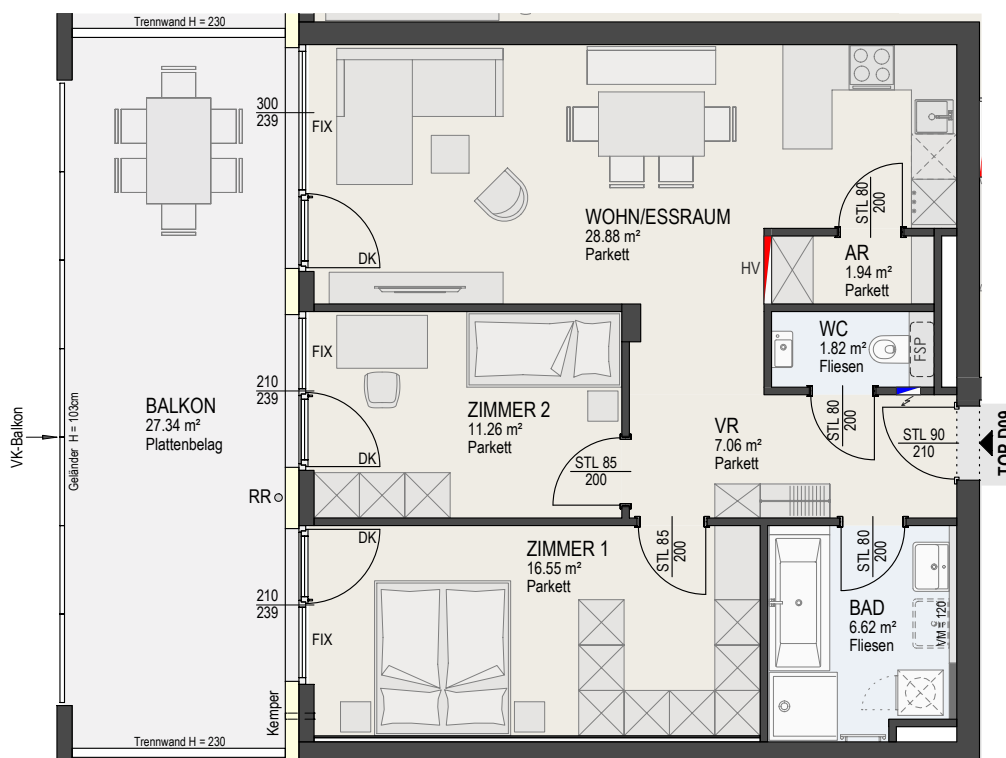 Trennwand H = 230
300
239
FIX
DK
WOHN/ESSRAUM
28.88 m²
Parkett
STL 80
200
HV
AR
1.94 m²
Parkett
WC
1.82 m²
Fliesen
FSP
FIX
210
239
DK
ZIMMER 2
11.26 m²
Parkett
STL 85
200
VR
7.06 m²
Parkett
STL 80
200
STL 90
210
TOP D09
VK-Balkon
Geländer H = 103cm
BALKON
27.34 m²
Plattenbelag
RR
DK
ZIMMER 1
16.55 m²
Parkett
STL 85
200
STL 80
200
210
239
FIX
BAD
6.62 m²
Fliesen
VM 120
Kemper
Trennwand H = 230